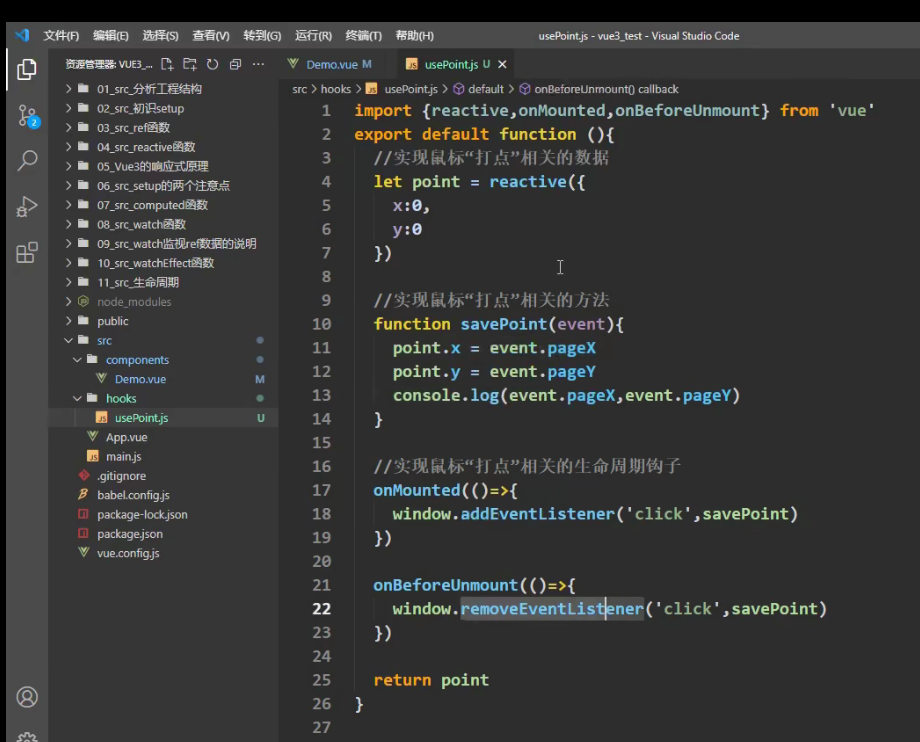 文件(F) 编辑(E) 选择(S) 查看(V) 转到(G) 运行(R) 终端(T) 帮助(H) usePoint.js - vue3_test - Visual Studio Code
资源管理器: VUE3_...
01_src_分析工程结构
02_src_初识setup
03_src_ref函数
04_src_reactive函数
05_Vue3的响应式原理
06_src_setup的两个注意点
07_src_computed函数
08_src_watch函数
09_src_watch监视ref数据的说明
10_src_watchEffect函数
11_src_生命周期
node_modules
public
src
components
Demo.vue M
hooks
usePoint.js U
App.vue
main.js
.gitignore
babel.config.js
package-lock.json
package.json
vue.config.js
2
Demo.vue M usePoint.js U
src > hooks > JS usePoint.js > default > onBeforeUnmount() callback
1 import {reactive,onMounted,onBeforeUnmount} from 'vue'
2 export default function (){
3 //实现鼠标“打点”相关的数据
4 let point = reactive({
5 x:0,
6 y:0
7 })
8
9 //实现鼠标“打点”相关的方法
10 function savePoint(event){
11 point.x = event.pageX
12 point.y = event.pageY
13 console.log(event.pageX,event.pageY)
14 }
15
16 //实现鼠标“打点”相关的生命周期钩子
17 onMounted(()=>{
18 window.addEventListener('click',savePoint)
19 })
20
21 onBeforeUnmount(()=>{
22 window.removeEventListener('click',savePoint)
23 })
24
25 return point
26 }
27